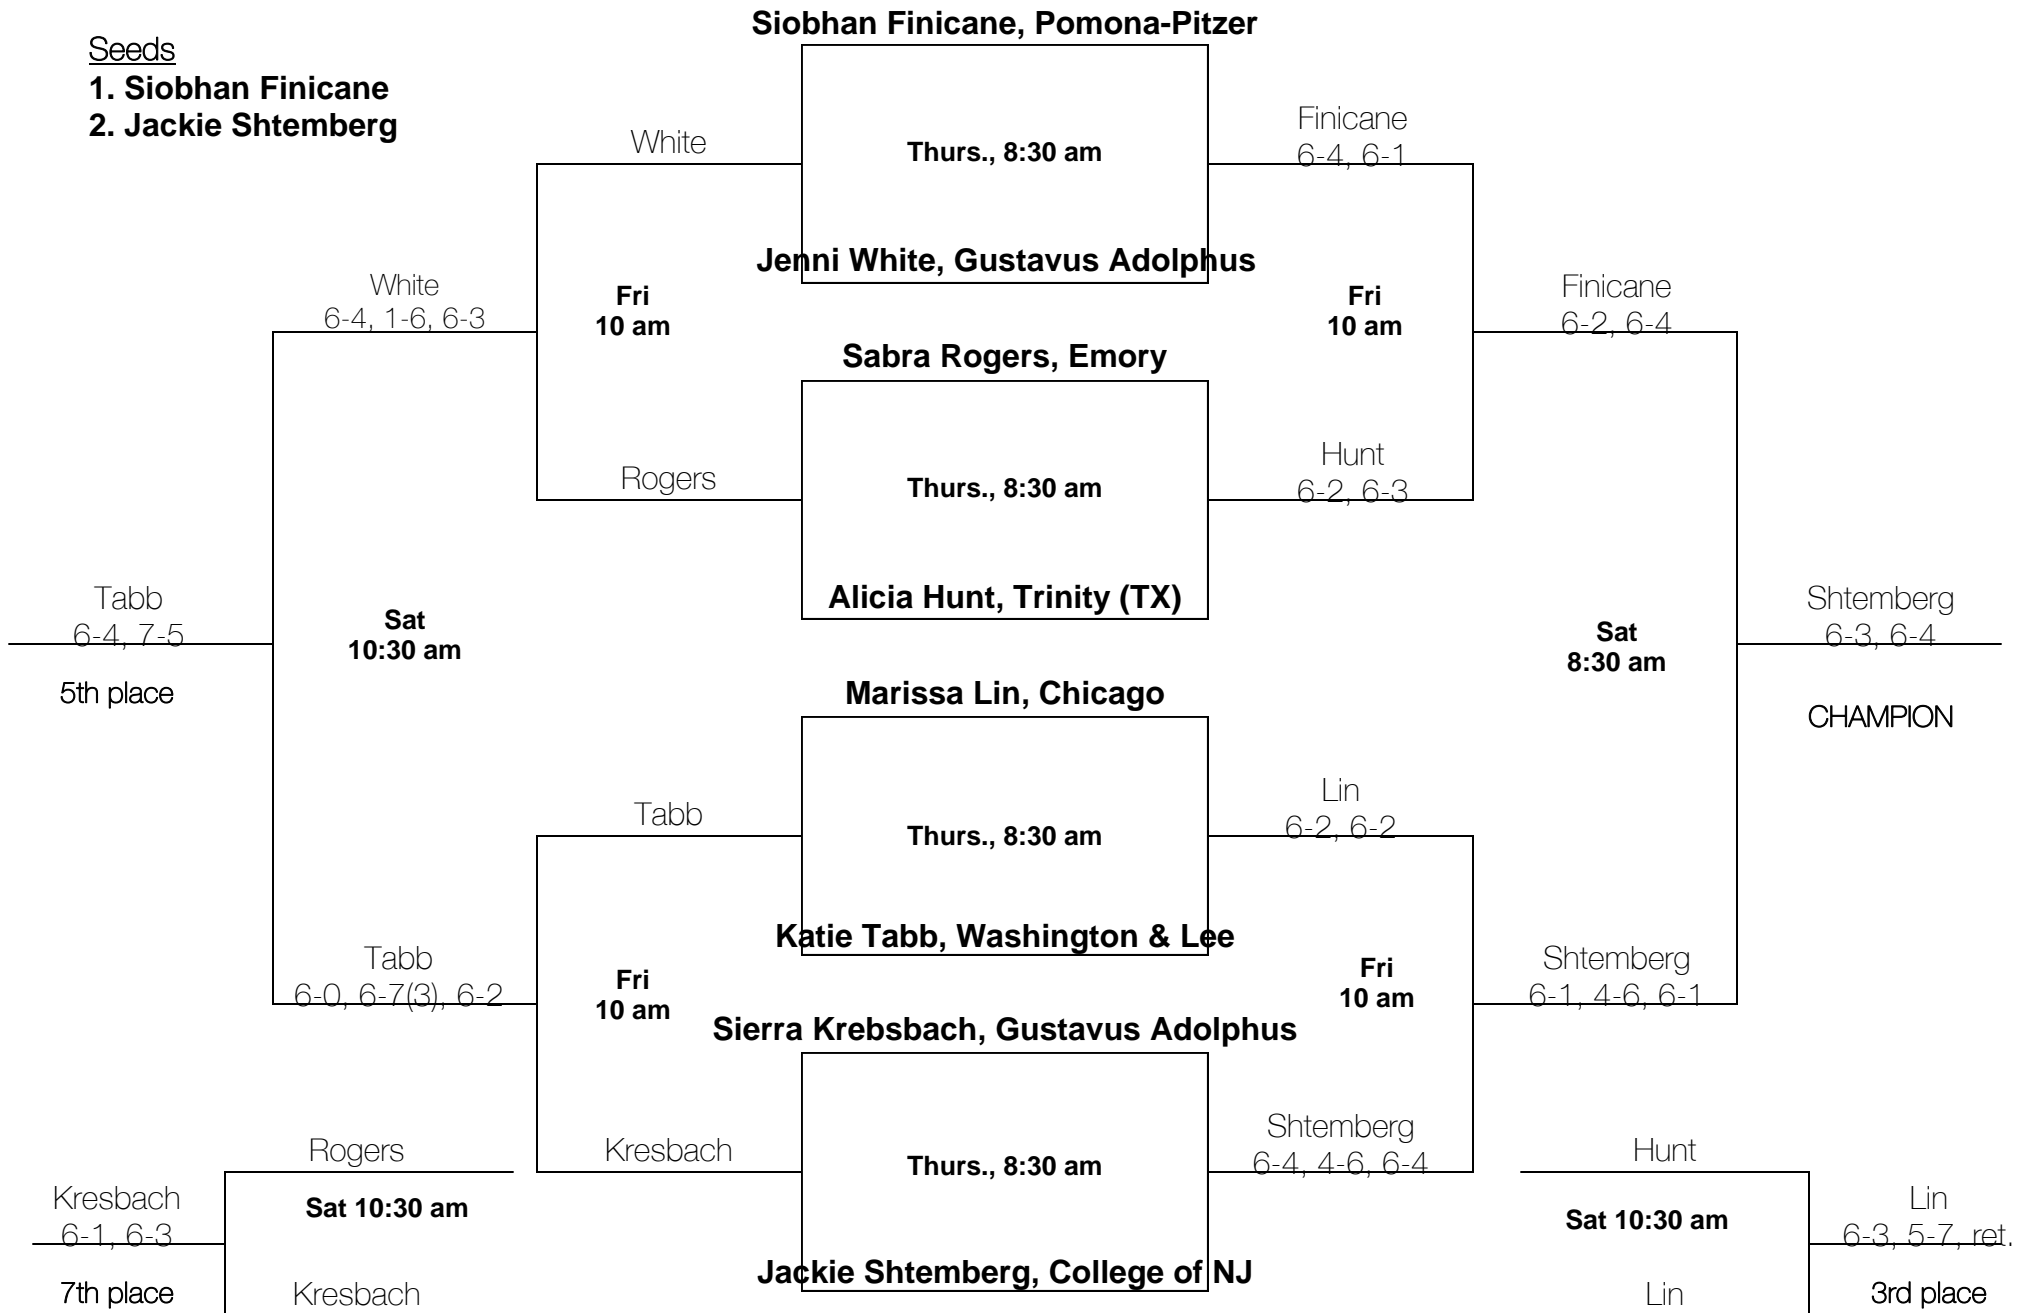 Siobhan Finicane, Pomona-Pitzer
Seeds
1. Siobhan Finicane
2. Jackie Shtemberg
White
Thurs., 8:30 am
Finicane
6-4, 6-1
Jenni White, Gustavus Adolphus
White
6-4, 1-6, 6-3
Fri
10 am
Fri
10 am
Finicane
6-2, 6-4
Sabra Rogers, Emory
Rogers
Thurs., 8:30 am
Hunt
6-2, 6-3
Alicia Hunt, Trinity (TX)
Tabb
6-4, 7-5
5th place
Sat
10:30 am
Sat
8:30 am
Shtemberg
6-3, 6-4
CHAMPION
Marissa Lin, Chicago
Tabb
Thurs., 8:30 am
Lin
6-2, 6-2
Katie Tabb, Washington & Lee
Tabb
6-0, 6-7(3), 6-2
Fri
10 am
Fri
10 am
Shtemberg
6-1, 4-6, 6-1
Sierra Krebsbach, Gustavus Adolphus
Kresbach
Thurs., 8:30 am
Shtemberg
6-4, 4-6, 6-4
Jackie Shtemberg, College of NJ
Rogers
Sat 10:30 am
Kresbach
Kresbach
6-1, 6-3
7th place
Hunt
Sat 10:30 am
Lin
Lin
6-3, 5-7, ret.
3rd place